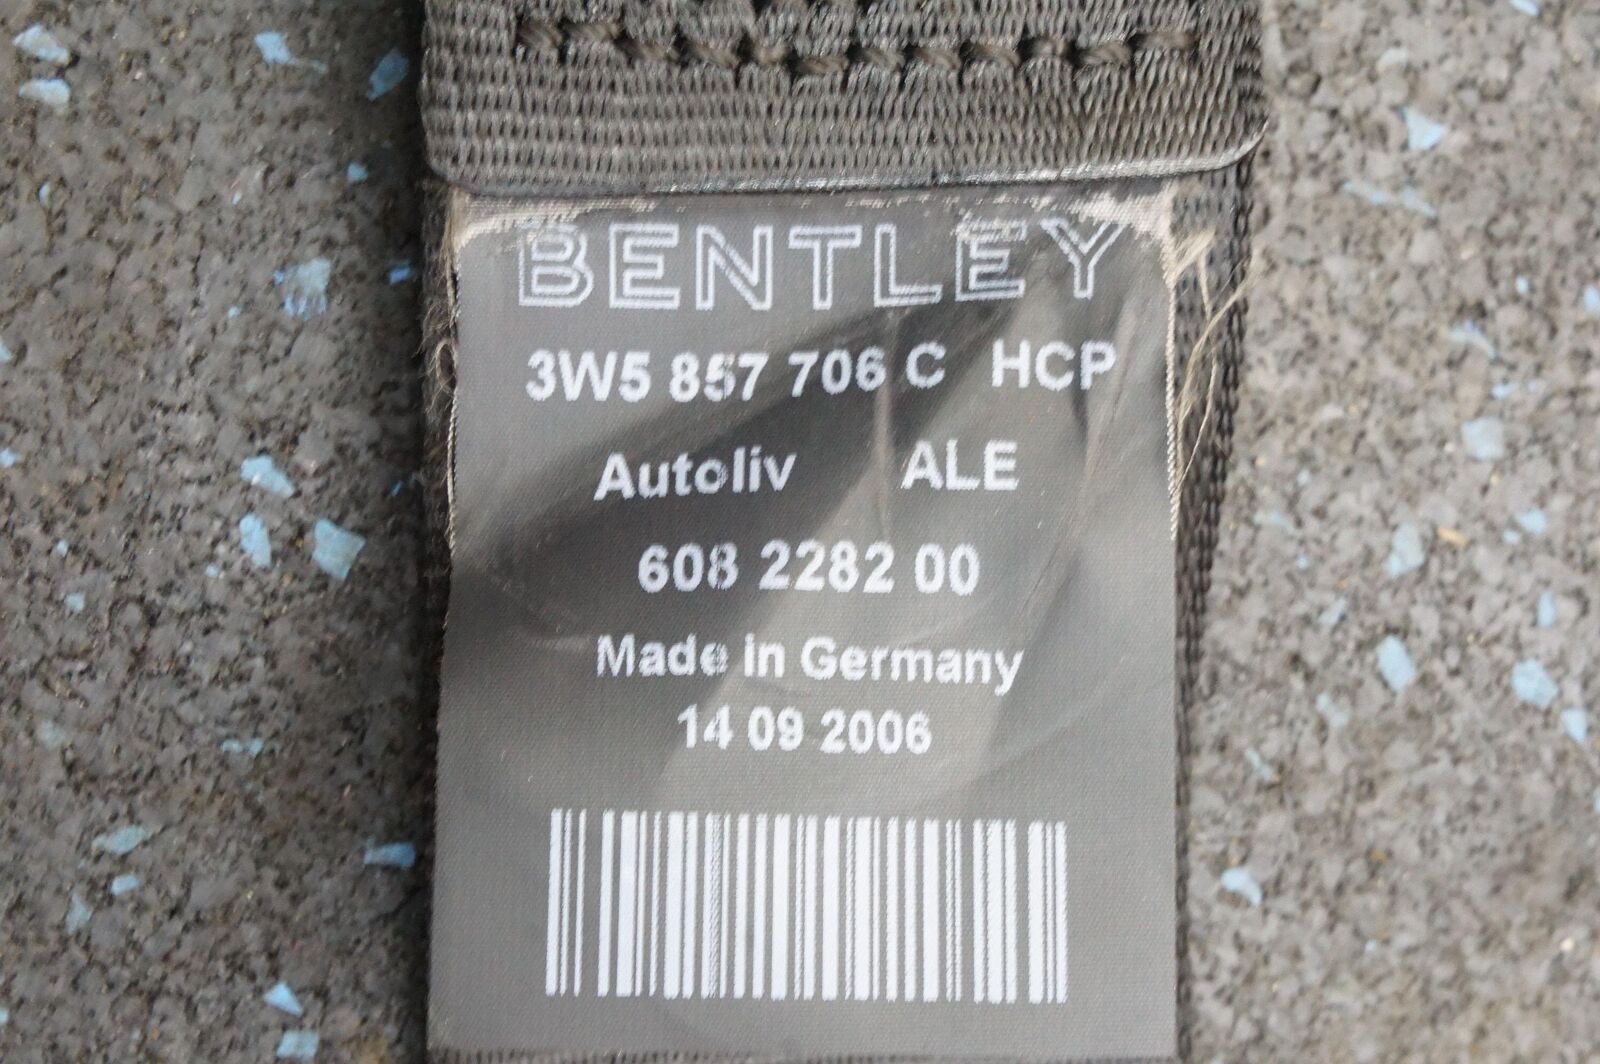 BENTLEY
3W5 857 706 C HCP
Autoliv ALE
608 2282 00
Made in Germany
14 09 2006